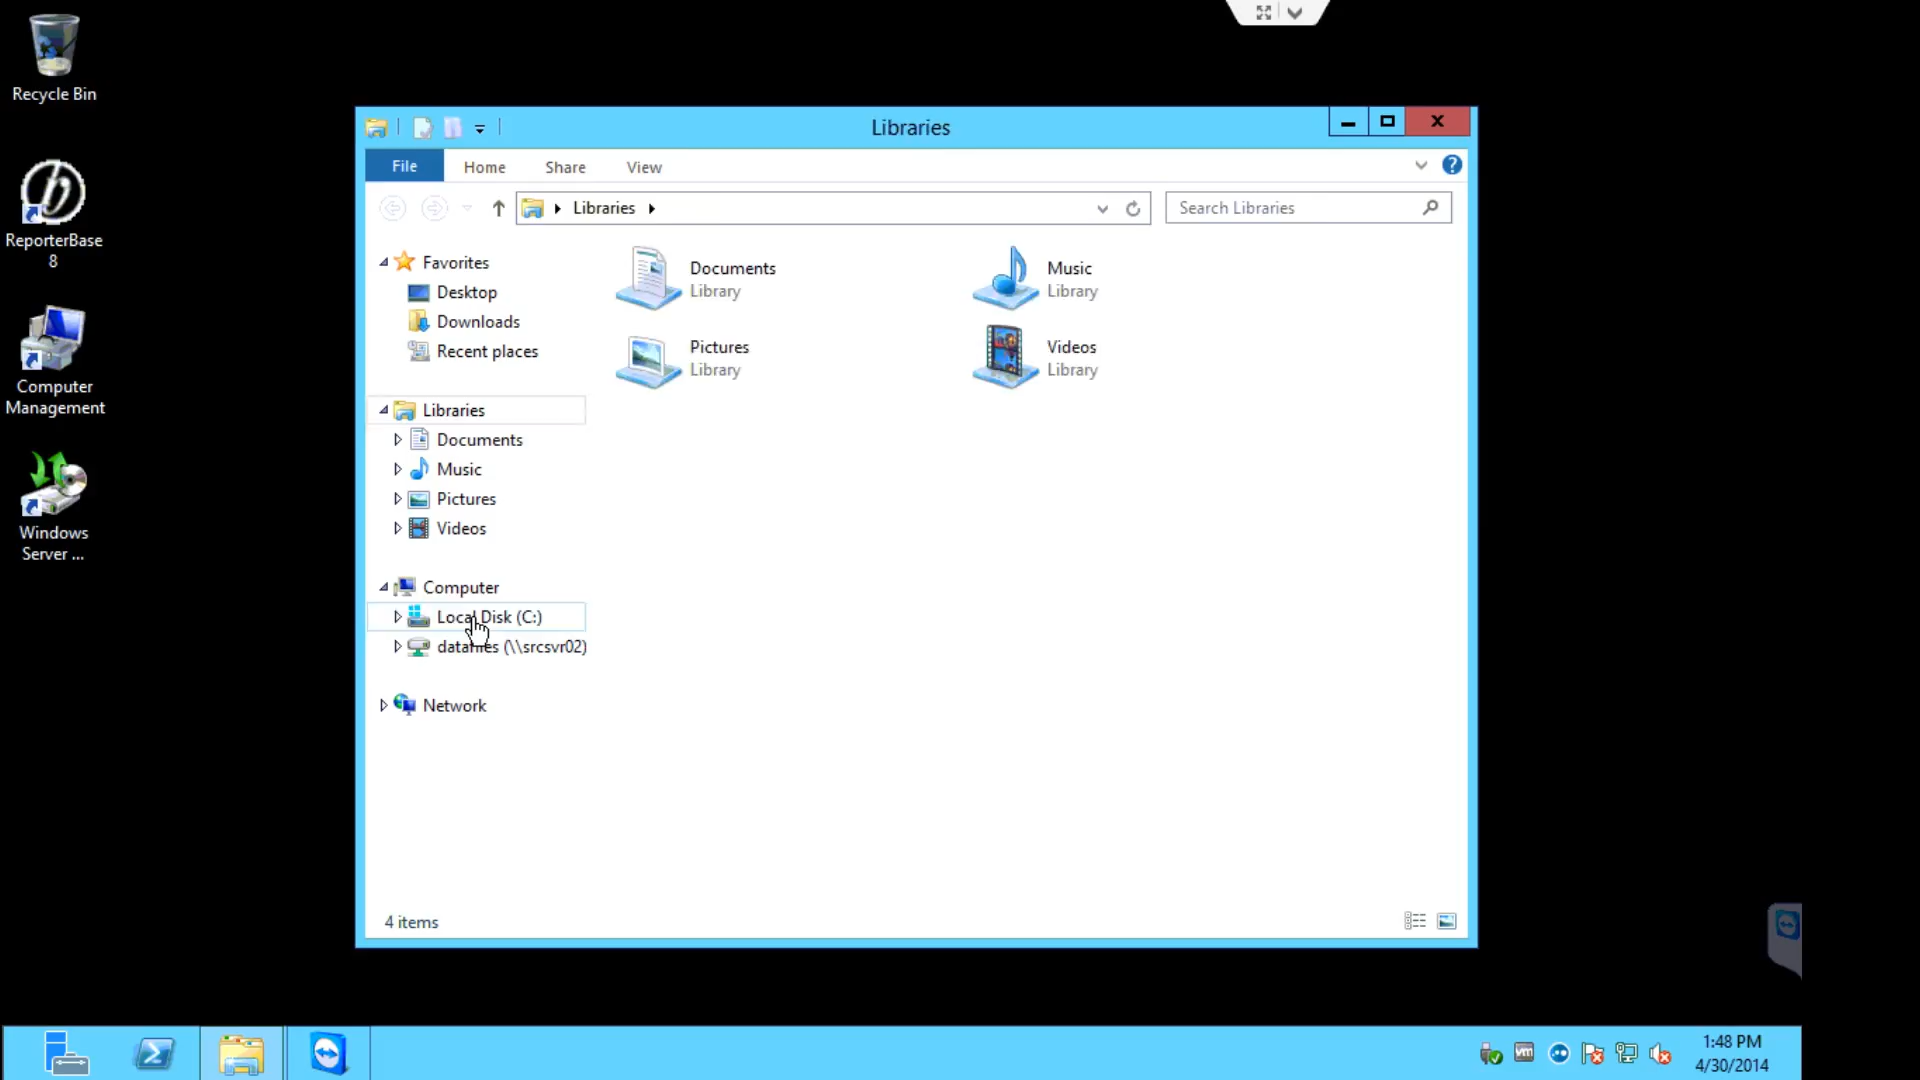 Recycle Bin
ReporterBase
8
Computer
Management
Windows
Server ...
Libraries
File
Home
Share
View
Libraries
Search Libraries
Favorites
Desktop
Downloads
Recent places
Libraries
Documents
Music
Pictures
Videos
Computer
Local Disk (C:)
datafiles (\\srcsvr02)
Network
Documents
Library
Music
Library
Pictures
Library
Videos
Library
4 items
1:48 PM
4/30/2014